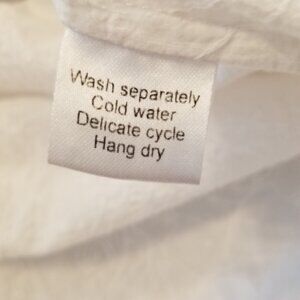 Wash separately
Cold water
Delicate cycle
Hang dry